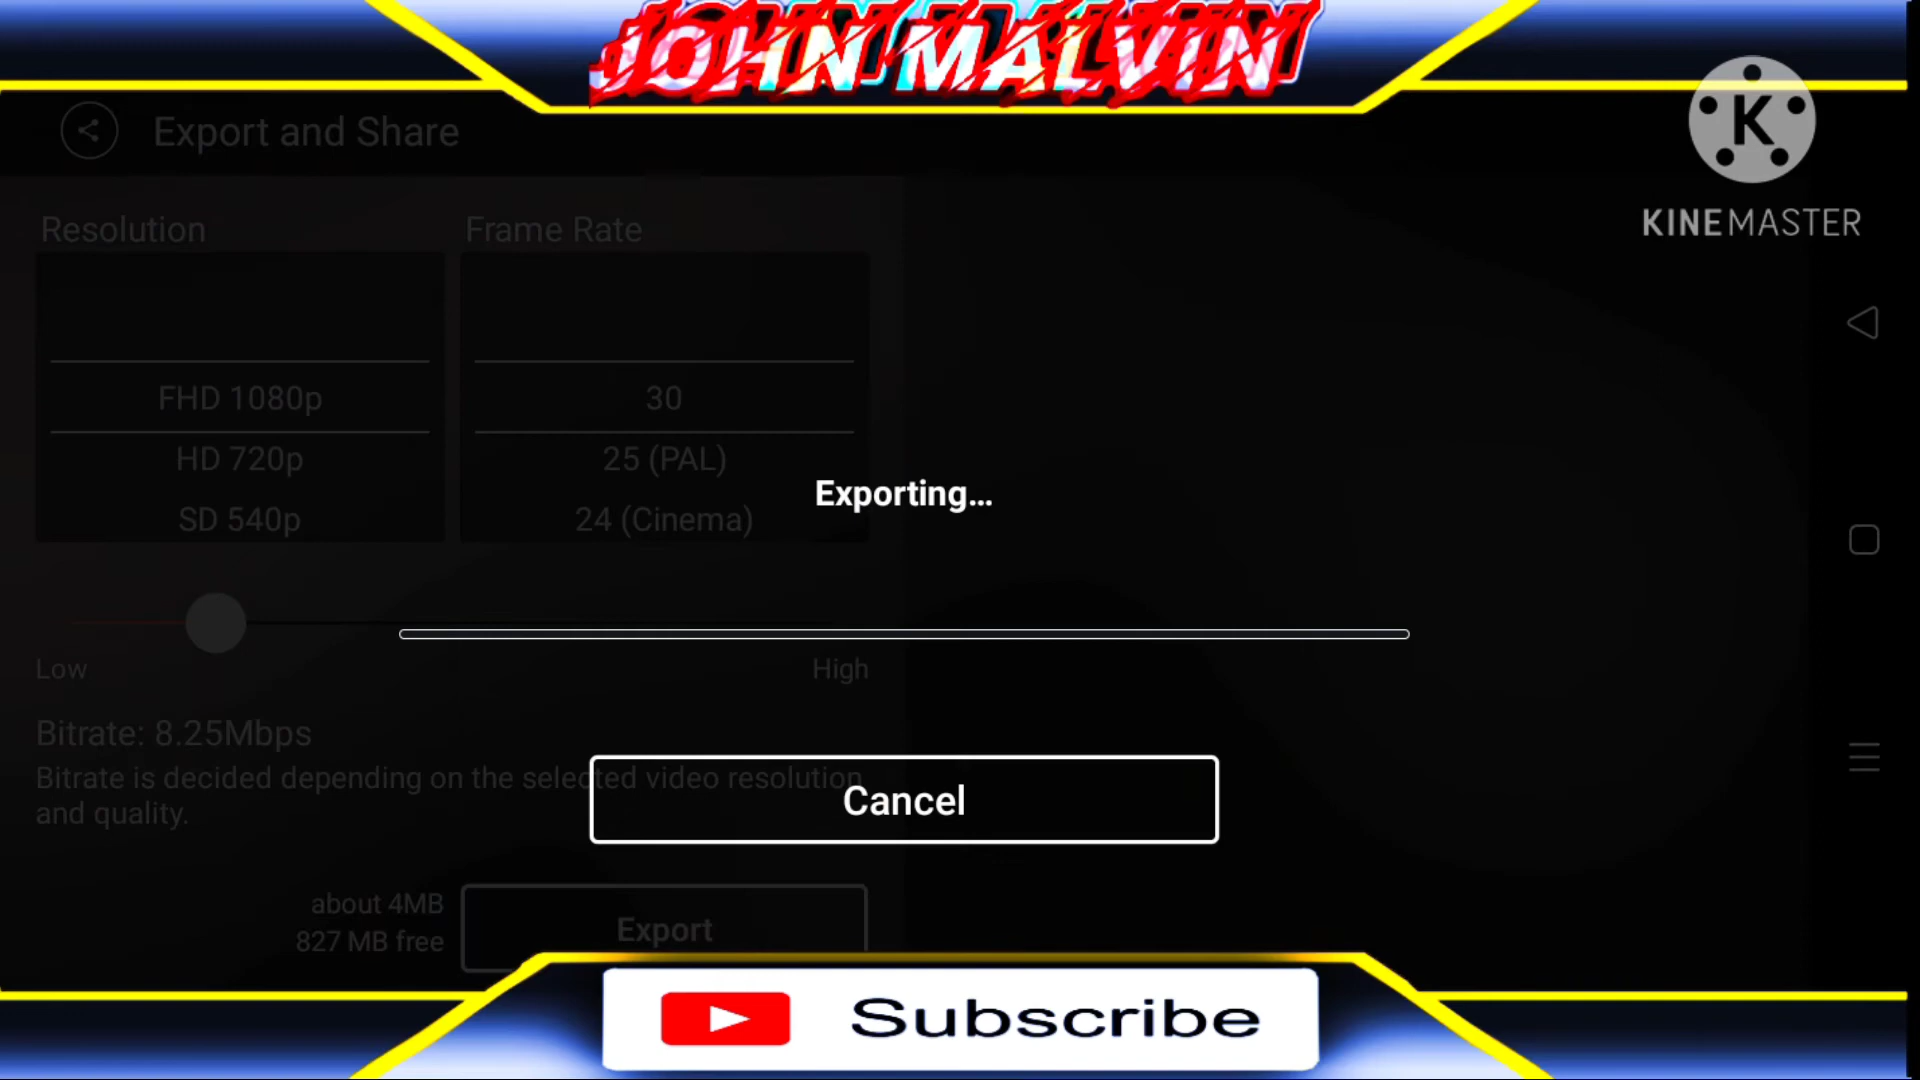 JOHN MALVIN
Export and Share
K
KINEMASTER
Resolution
Frame Rate
FHD 1080p
30
HD 720p
25 (PAL)
SD 540p
24 (Cinema)
Exporting...
Low
High
Bitrate: 8.25Mbps
Bitrate is decided depending on the selected video resolution
and quality.
Cancel
about 4MB
827 MB free
Export
Subscribe